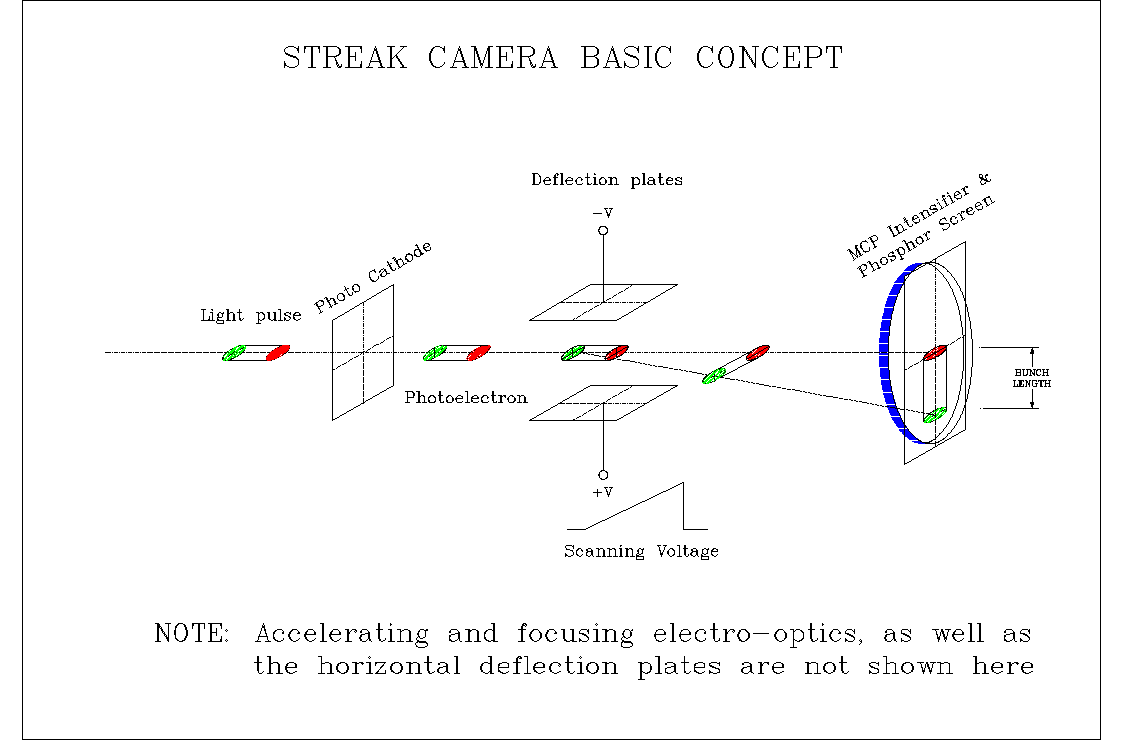 STREAK CAMERA BASIC CONCEPT
Deflection plates
-V
MCP Intensifier &
Phosphor Screen
Photo Cathode
Light pulse
Photoelectron
BUNCH
LENGTH
+V
Scanning Voltage
NOTE: Accelerating and focusing electro-optics, as well as
the horizontal deflection plates are not shown here